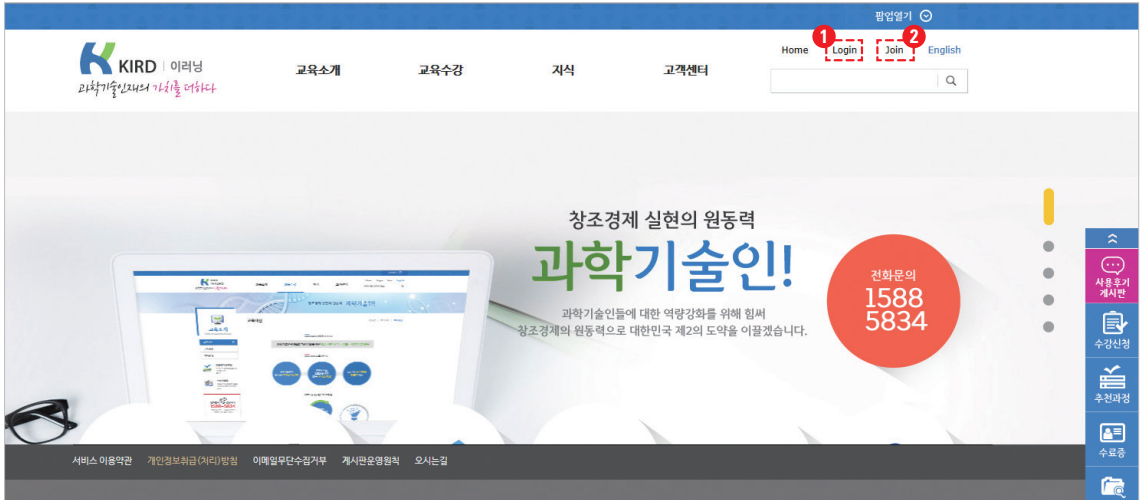 팝업열기
Home
1
Login
2
Join
English
KIRD 이러닝
과학기술인재의 가치를 더하다
교육소개
교육수강
지식
고객센터
창조경제 실현의 원동력
과학기술인!
과학기술인들에 대한 역량강화를 위해 힘써
창조경제의 원동력으로 대한민국 제2의 도약을 이끌겠습니다.
전화문의
1588
5834
사용후기
게시판
수강신청
추천과정
수료증
서비스 이용약관
개인정보취급(처리)방침
이메일무단수집거부
게시판운영원칙
오시는길